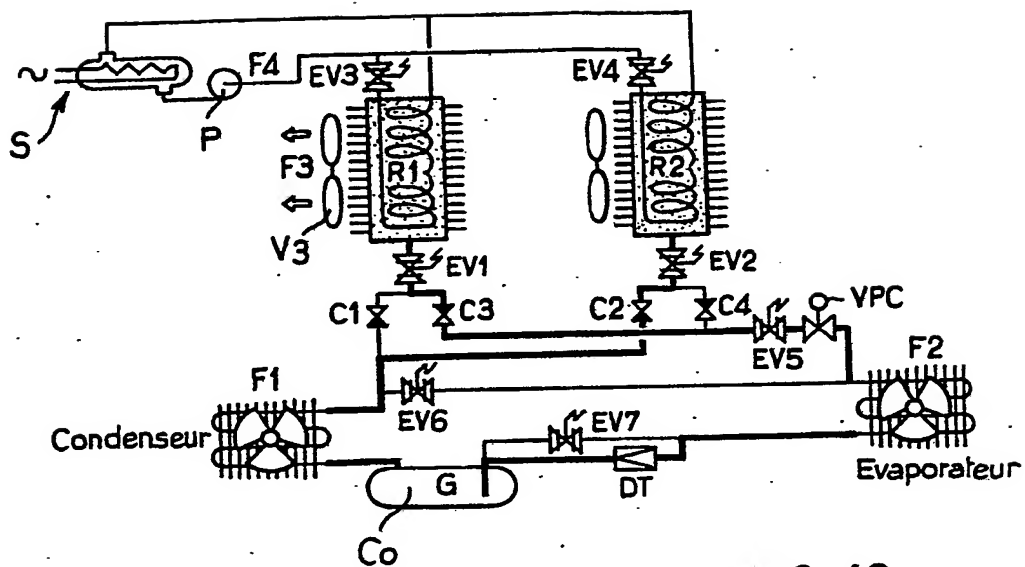 F4
EV3
EV4
S
P
F3
R1
R2
V3
EV1
EV2
C1
C3
C2
C4
VPC
EV5
F1
F2
EV6
EV7
Condenseur
G
DT
Evaporateur
Co